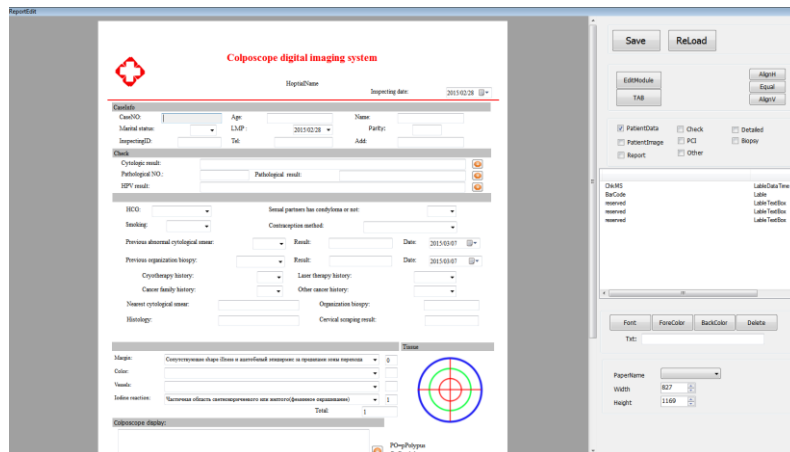 ReportEdit
Colposcope digital imaging system
HoptialName
Inspecting date: 2015/02/28
CaseInfo
CaseNO: Age: Name:
Marital status: LMP : 2015/02/28 Parity:
InspectingID: Tel: Add:
Check
Cytologic result:
Pathological NO.: Pathological result:
HPV result:
HCG: Sexual partners has condyloma or not:
Smoking: Contraception method:
Previous abnormal cytological smear: Result: Date: 2015/03/07
Previous organization biospy: Result: Date: 2015/03/07
Cryotherapy history: Laser therapy history:
Cancer family history: Other cancer history:
Nearest cytological smear: Organization biospy:
Histology: Cervical scraping result:
Tissue
Margin: 0
Color:
Vessels:
Iodine reaction: 1
Total: 1
Colposcope display:
PO=pPolypus
Save ReLoad
EditModule AlignH
Equal
TAB AlignV
PatientData Check Detailed
PatientImage PCI Biopsy
Report Other
ChkMS LableDataTime
BarCode Lable
reserved LableTextBox
reserved LableTextBox
reserved LableTextBox
Font ForeColor BackColor Delete
Txt:
PaperName
Width 827
Height 1169